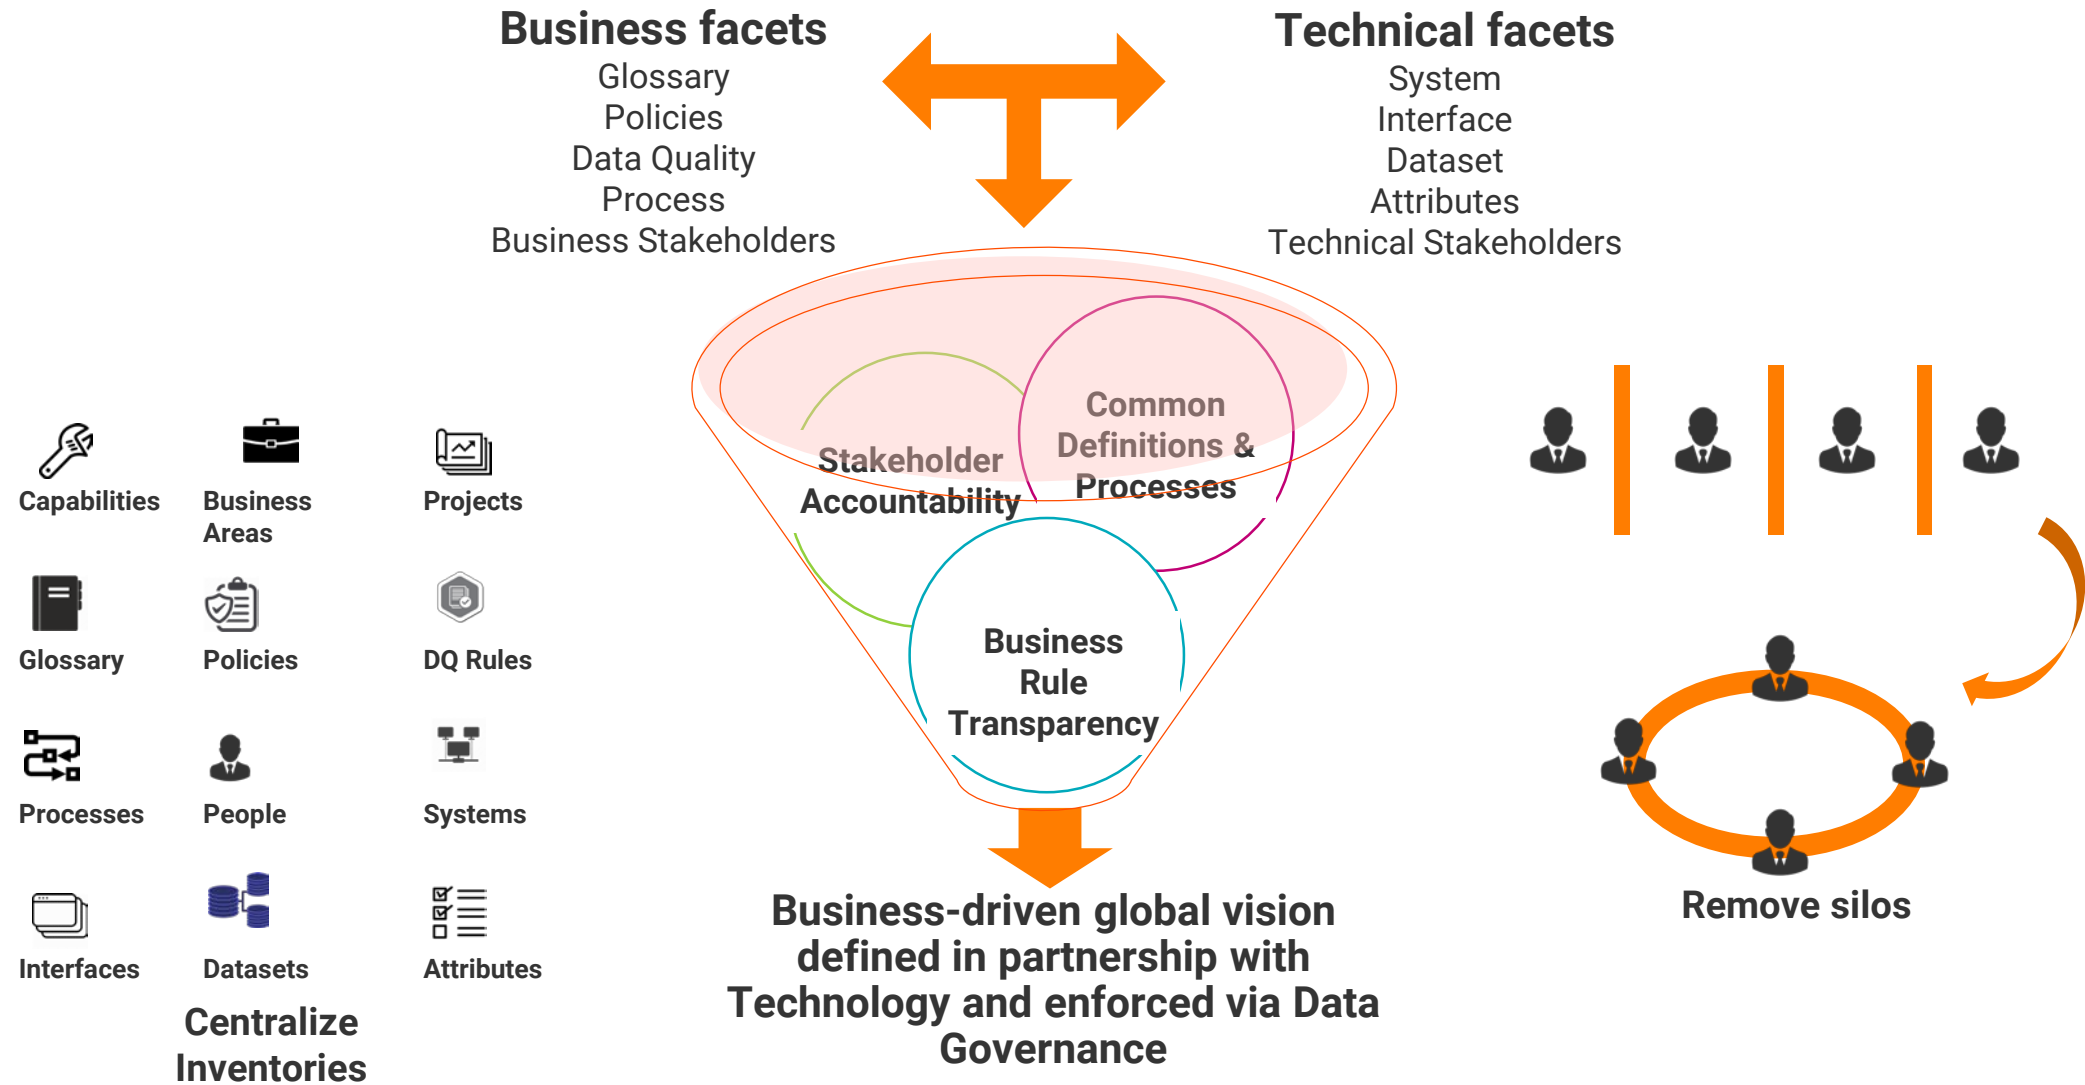 Business facets
Glossary
Policies
Data Quality
Process
Business Stakeholders
Technical facets
System
Interface
Dataset
Attributes
Technical Stakeholders
Stakeholder
Accountability
Common
Definitions &
Processes
Business
Rule
Transparency
Business-driven global vision
defined in partnership with
Technology and enforced via Data
Governance
Capabilities
Business
Areas
Projects
Glossary
Policies
DQ Rules
Processes
People
Systems
Interfaces
Datasets
Attributes
Centralize
Inventories
Remove silos